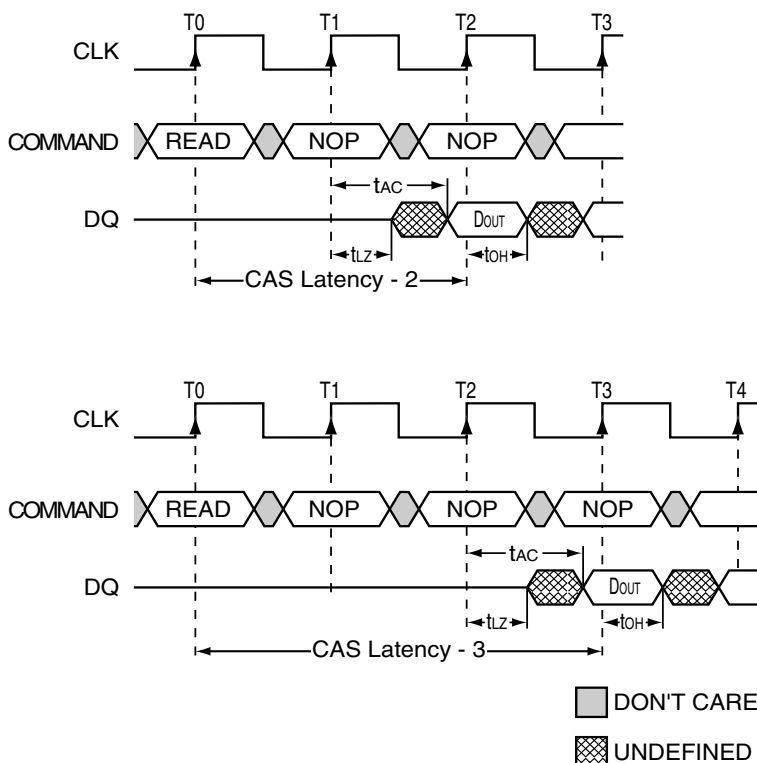 T0 T1 T2 T3
CLK
COMMAND READ NOP NOP
tAC
DQ DOUT
tLZ tOH
CAS Latency - 2
T0 T1 T2 T3 T4
CLK
COMMAND READ NOP NOP NOP
tAC
DQ DOUT
tLZ tOH
CAS Latency - 3
DON'T CARE
UNDEFINED